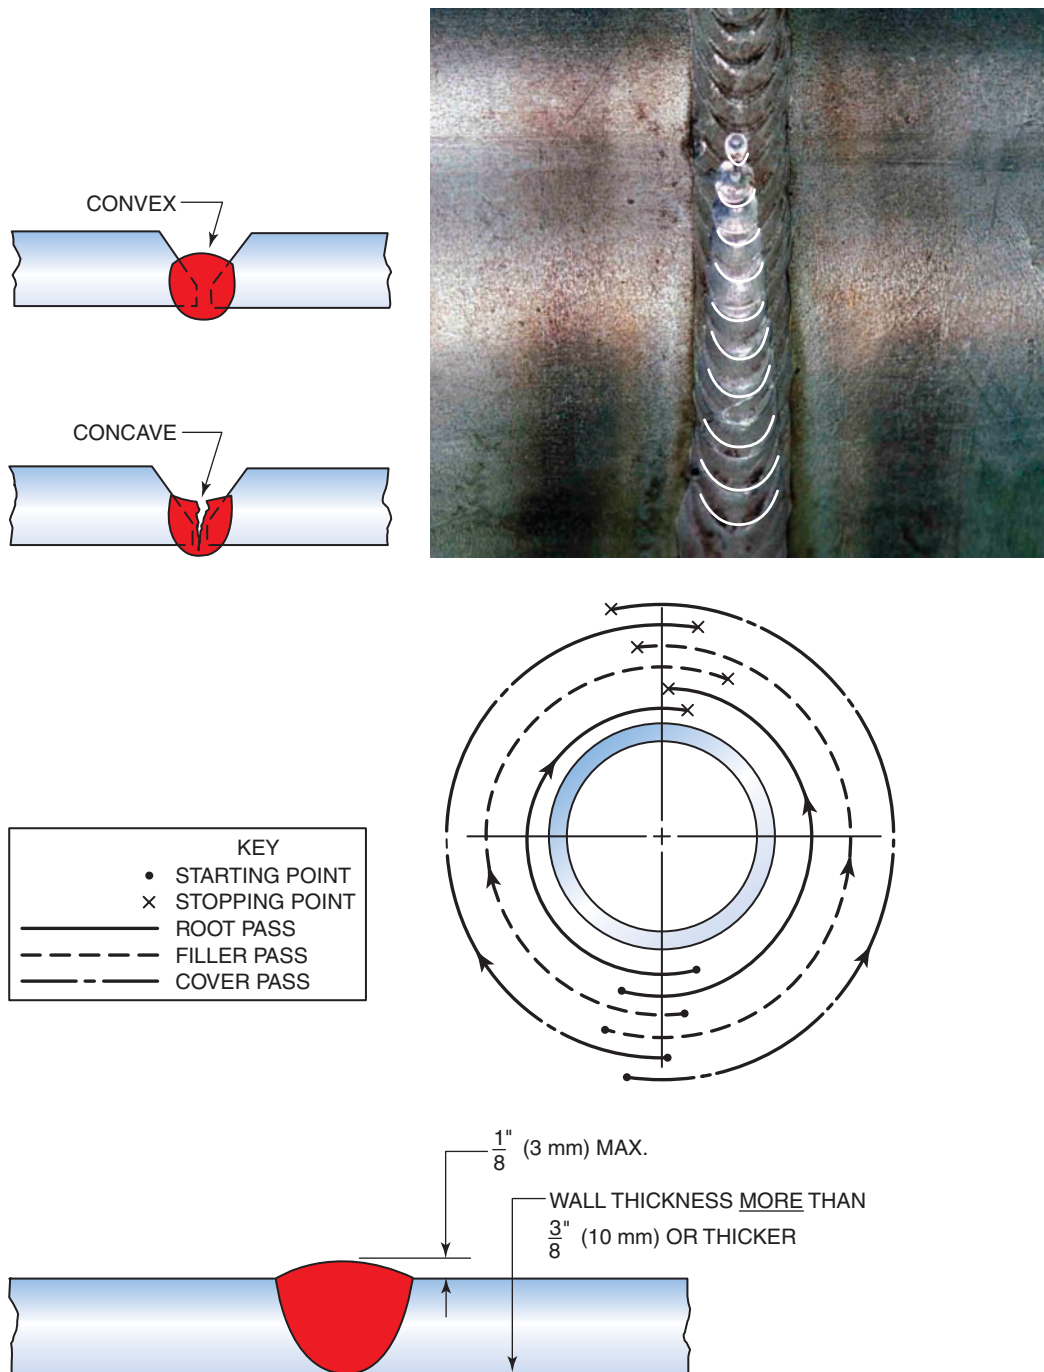 CONVEX
CONCAVE
KEY
STARTING POINT
STOPPING POINT
ROOT PASS
FILLER PASS
COVER PASS
1/8" (3 mm) MAX.
WALL THICKNESS MORE THAN
3/8" (10 mm) OR THICKER